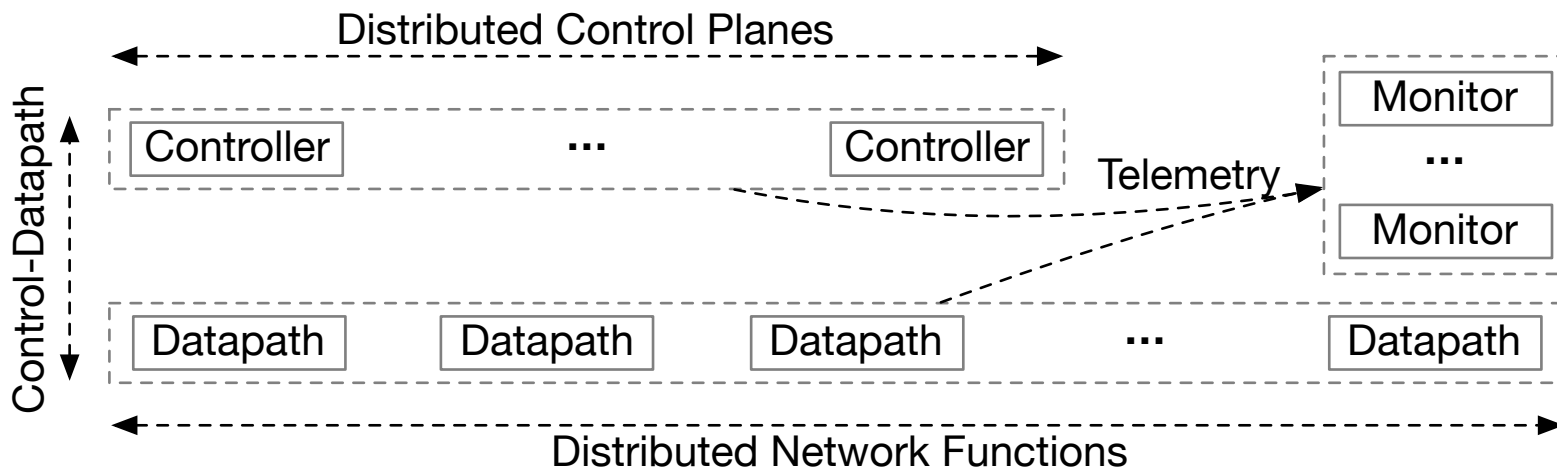 Distributed Control Planes
Control-Datapath
Controller ... Controller
Monitor
...
Monitor
Telemetry
Datapath Datapath Datapath ... Datapath
Distributed Network Functions